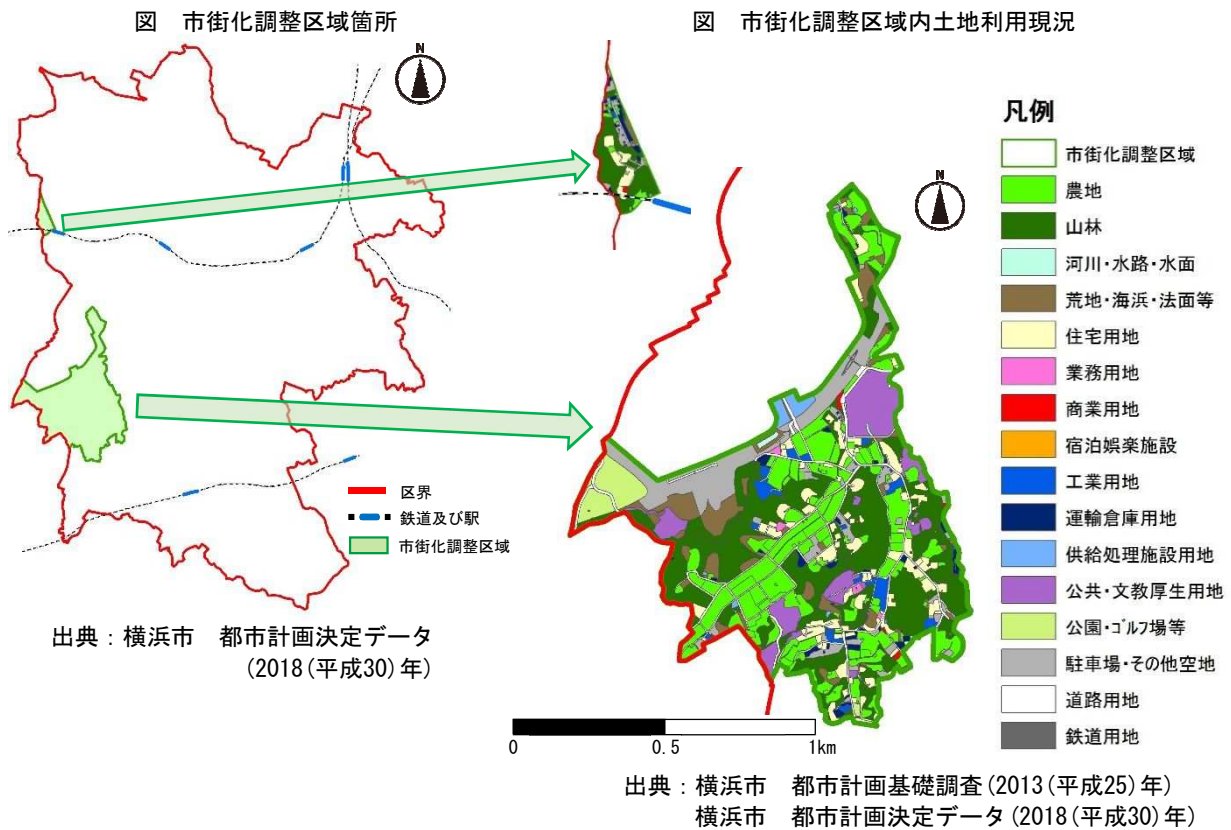 図　市街化調整区域箇所
図　市街化調整区域内土地利用現況
N
N
N
区界
鉄道及び駅
市街化調整区域
出典：横浜市　都市計画決定データ
(2018(平成30)年)
凡例
市街化調整区域
農地
山林
河川・水路・水面
荒地・海浜・法面等
住宅用地
業務用地
商業用地
宿泊娯楽施設
工業用地
運輸倉庫用地
供給処理施設用地
公共・文教厚生用地
公園・ｺﾞﾙﾌ場等
駐車場・その他空地
道路用地
鉄道用地
0　0.5　1km
出典：横浜市　都市計画基礎調査(2013(平成25)年)
横浜市　都市計画決定データ(2018(平成30)年)